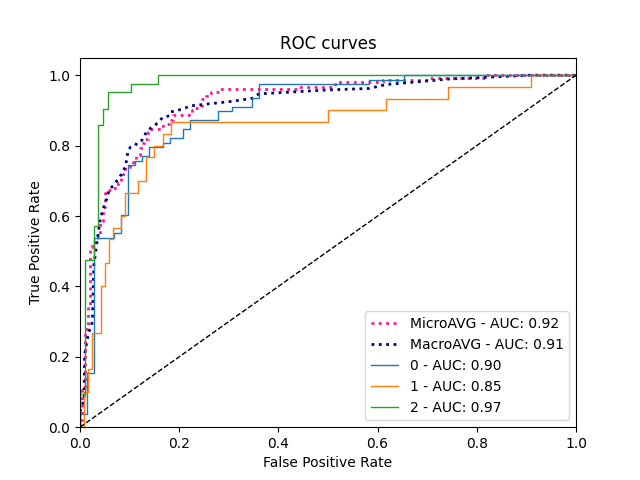 ROC curves
True Positive Rate
1.0
0.8
0.6
0.4
0.2
0.0
0.0 0.2 0.4 0.6 0.8 1.0
False Positive Rate
MicroAVG - AUC: 0.92
MacroAVG - AUC: 0.91
0 - AUC: 0.90
1 - AUC: 0.85
2 - AUC: 0.97